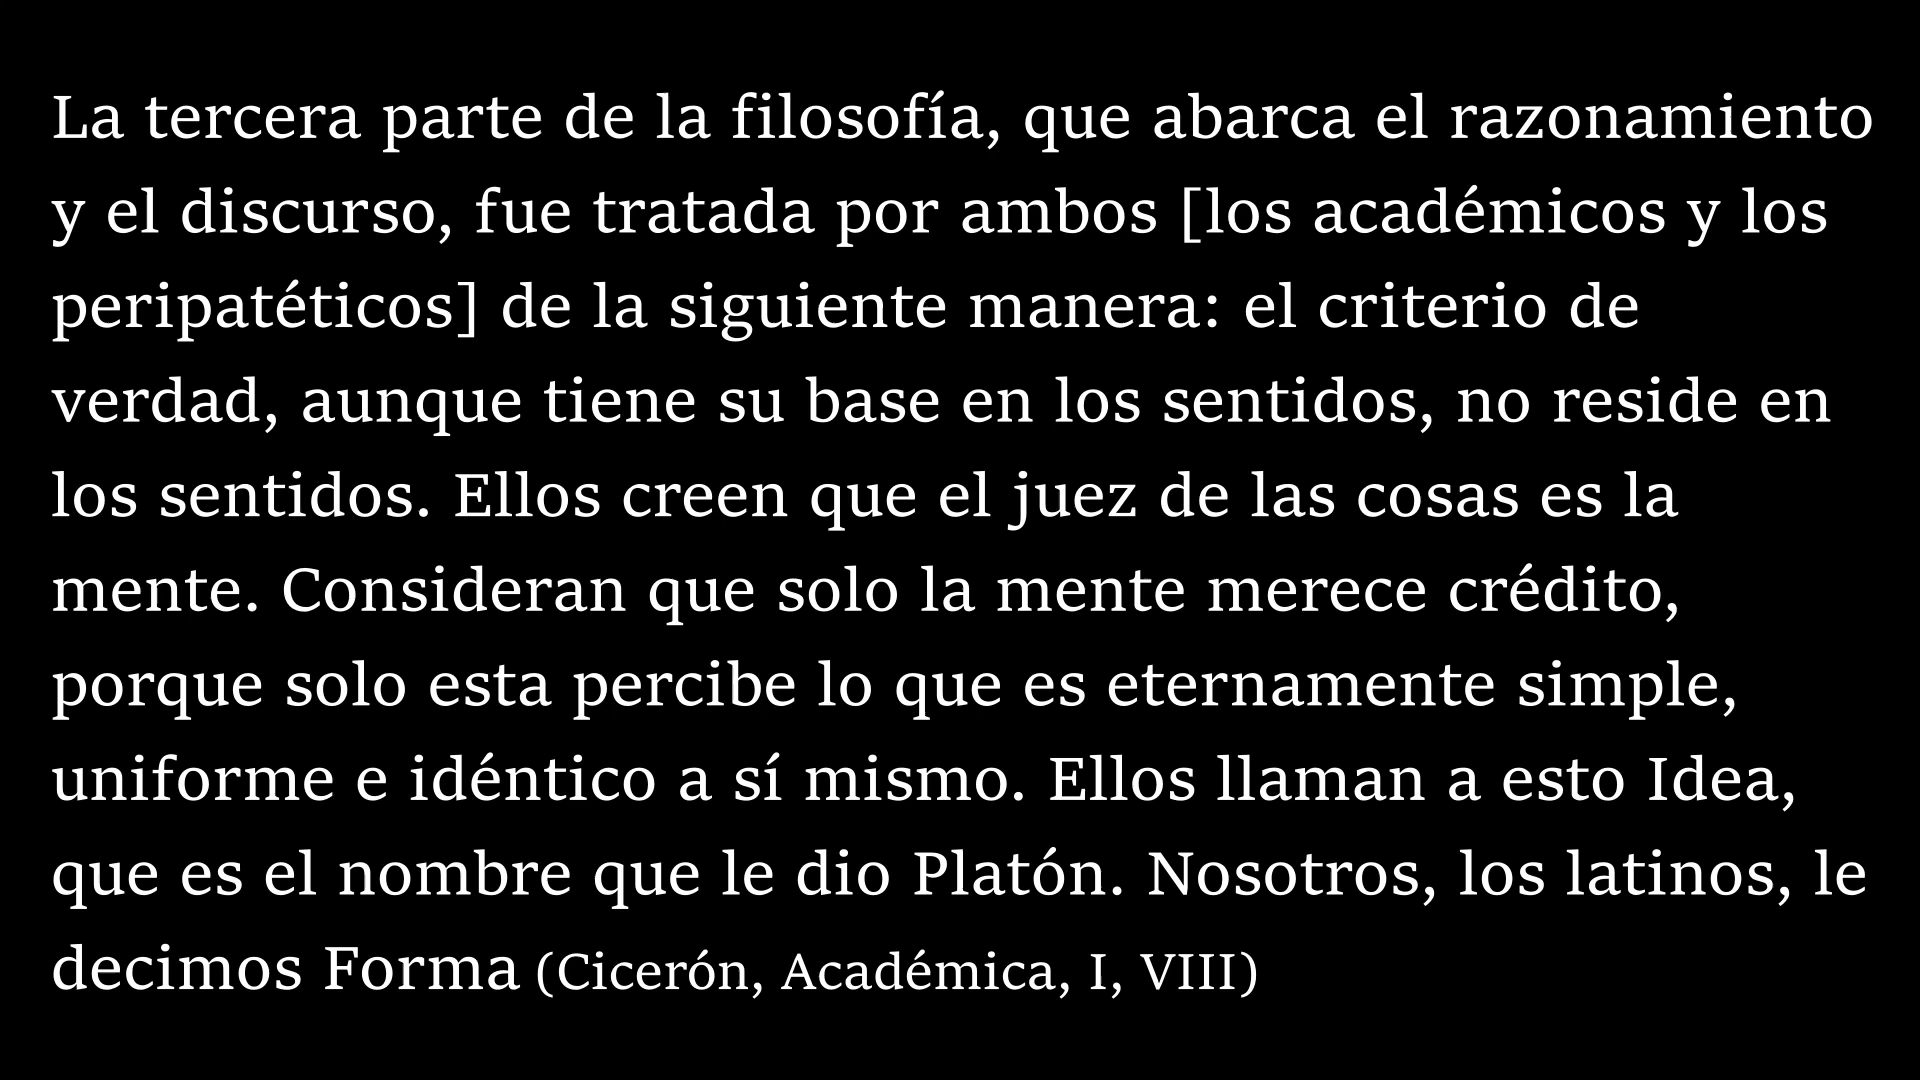 La tercera parte de la filosofía, que abarca el razonamiento
y el discurso, fue tratada por ambos [los académicos y los
peripatéticos] de la siguiente manera: el criterio de
verdad, aunque tiene su base en los sentidos, no reside en
los sentidos. Ellos creen que el juez de las cosas es la
mente. Consideran que solo la mente merece crédito,
porque solo esta percibe lo que es eternamente simple,
uniforme e idéntico a sí mismo. Ellos llaman a esto Idea,
que es el nombre que le dio Platón. Nosotros, los latinos, le
decimos Forma (Cicerón, Académica, I, VIII)